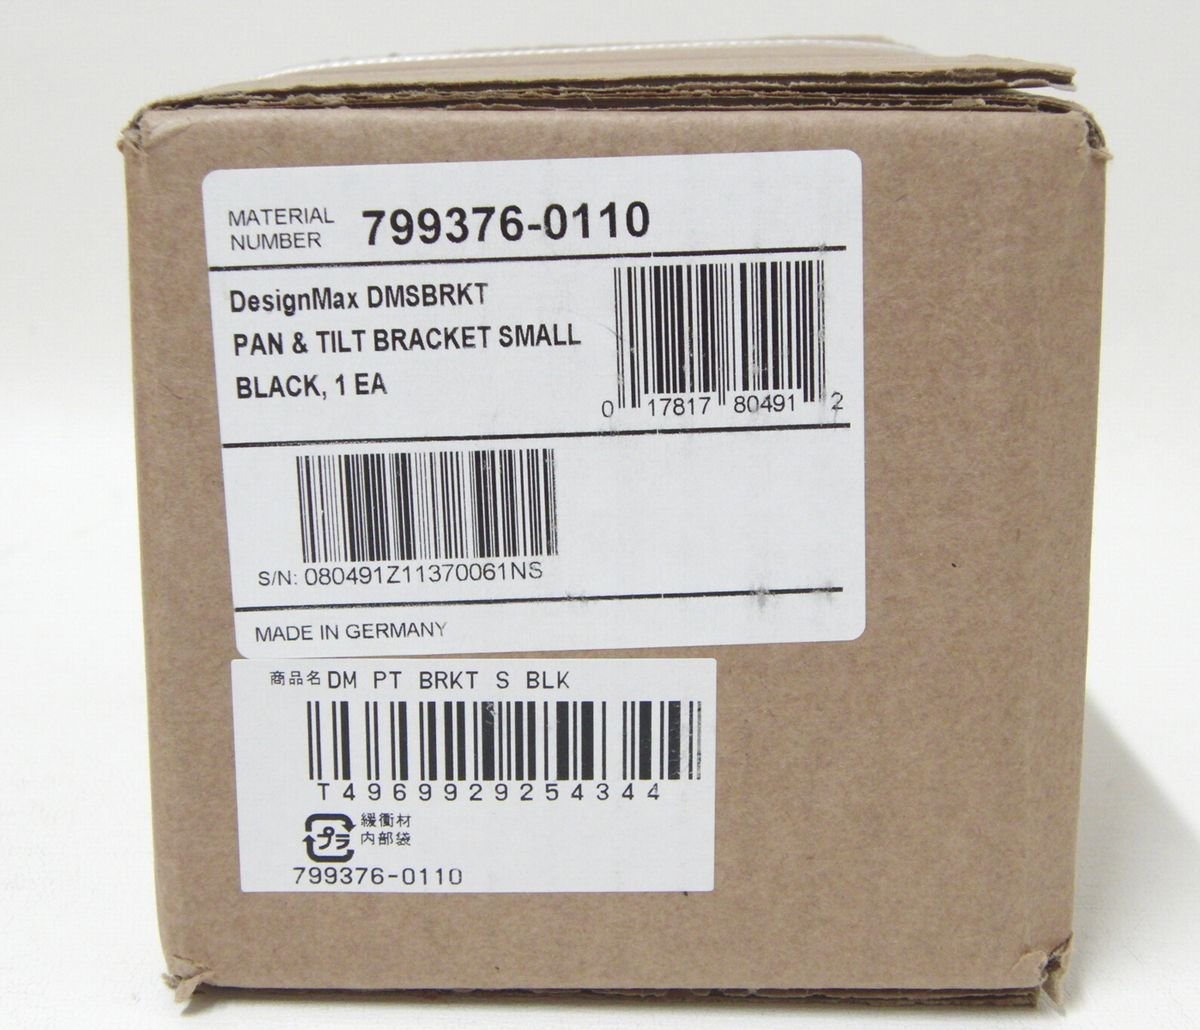 MATERIAL
NUMBER
799376-0110
DesignMax DMSBRKT
PAN & TILT BRACKET SMALL
BLACK, 1 EA
0 17817 80491 2
S/N: 080491Z11370061NS
MADE IN GERMANY
商品名 DM PT BRKT S BLK
T4969929254344
プラ
緩衝材
内部袋
799376-0110